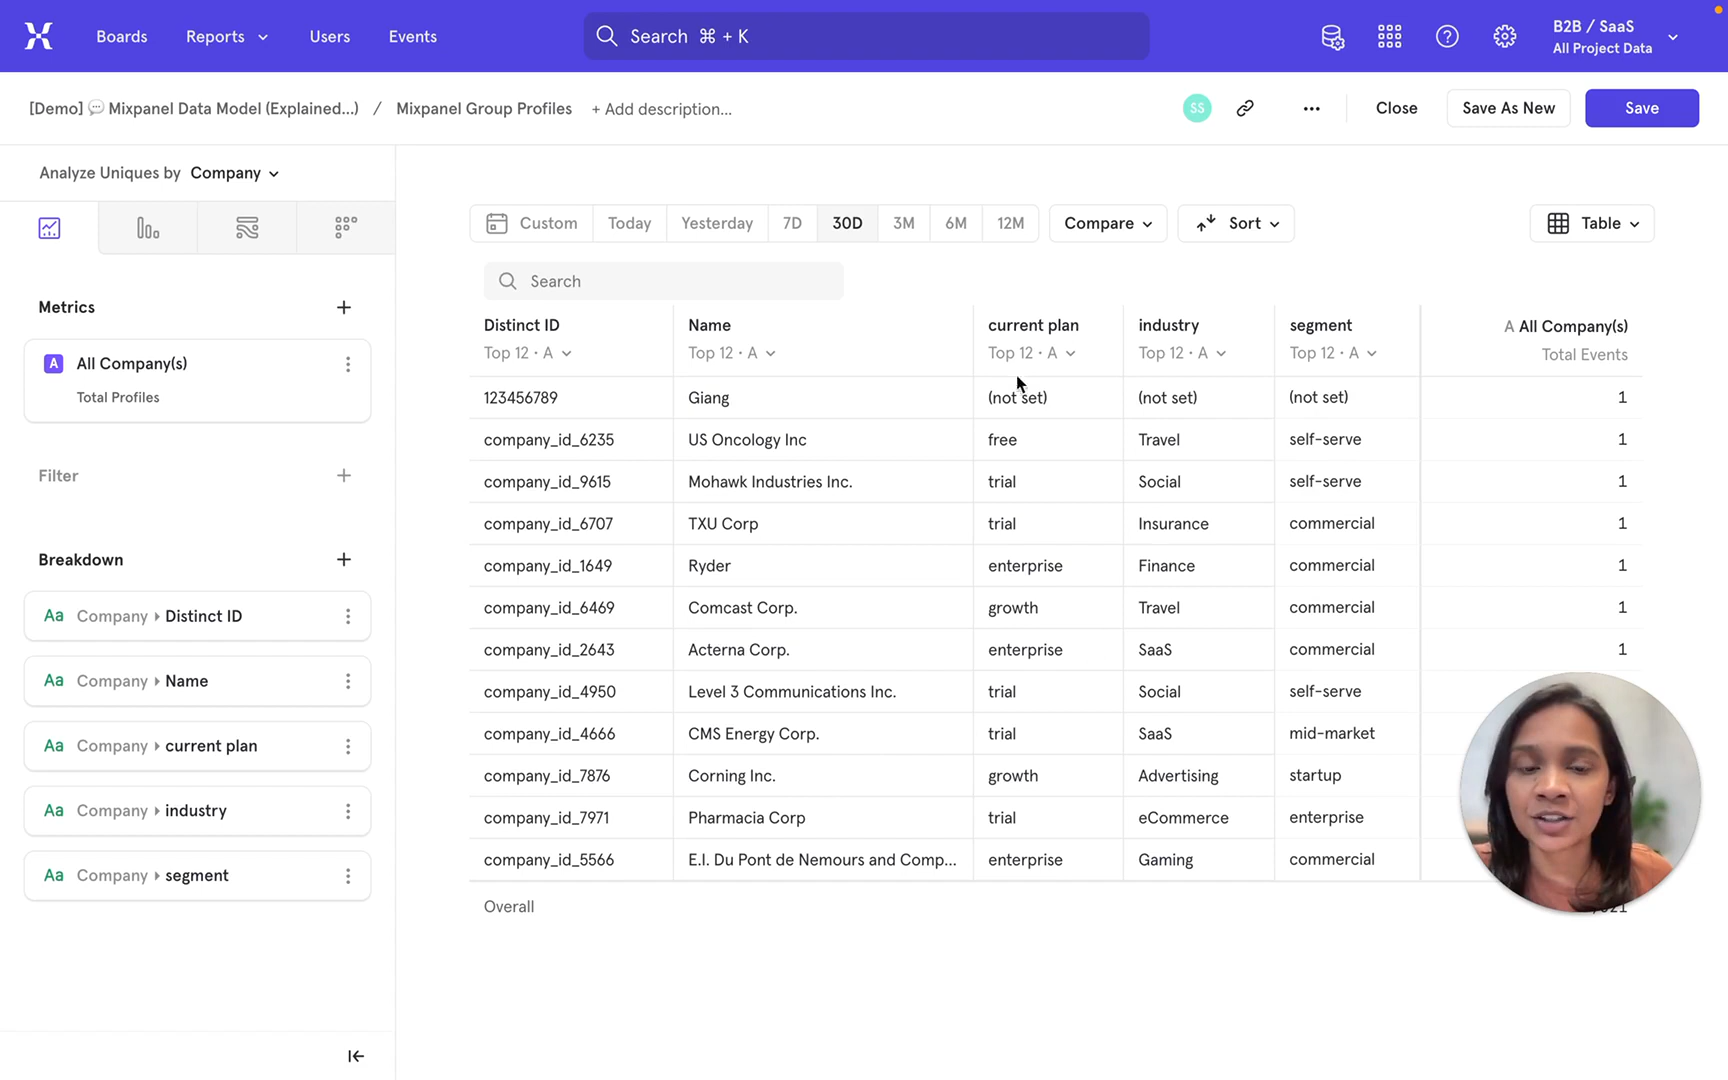 Boards
Reports
Users
Events
Search ⌘ + K
B2B / SaaS
All Project Data
[Demo] 💬 Mixpanel Data Model (Explained...) / Mixpanel Group Profiles + Add description...
SS
Close
Save As New
Save
Analyze Uniques by Company
Custom
Today
Yesterday
7D
30D
3M
6M
12M
Compare
Sort
Table
Metrics
A All Company(s)
Total Profiles
Filter
Breakdown
Aa Company ▸ Distinct ID
Aa Company ▸ Name
Aa Company ▸ current plan
Aa Company ▸ industry
Aa Company ▸ segment
Search
Distinct ID Name current plan industry segment A All Company(s)
Top 12 • A Top 12 • A Top 12 • A Top 12 • A Top 12 • A Total Events
123456789 Giang (not set) (not set) (not set) 1
company_id_6235 US Oncology Inc free Travel self-serve 1
company_id_9615 Mohawk Industries Inc. trial Social self-serve 1
company_id_6707 TXU Corp trial Insurance commercial 1
company_id_1649 Ryder enterprise Finance commercial 1
company_id_6469 Comcast Corp. growth Travel commercial 1
company_id_2643 Acterna Corp. enterprise SaaS commercial 1
company_id_4950 Level 3 Communications Inc. trial Social self-serve
company_id_4666 CMS Energy Corp. trial SaaS mid-market
company_id_7876 Corning Inc. growth Advertising startup
company_id_7971 Pharmacia Corp trial eCommerce enterprise
company_id_5566 E.I. Du Pont de Nemours and Comp... enterprise Gaming commercial
Overall